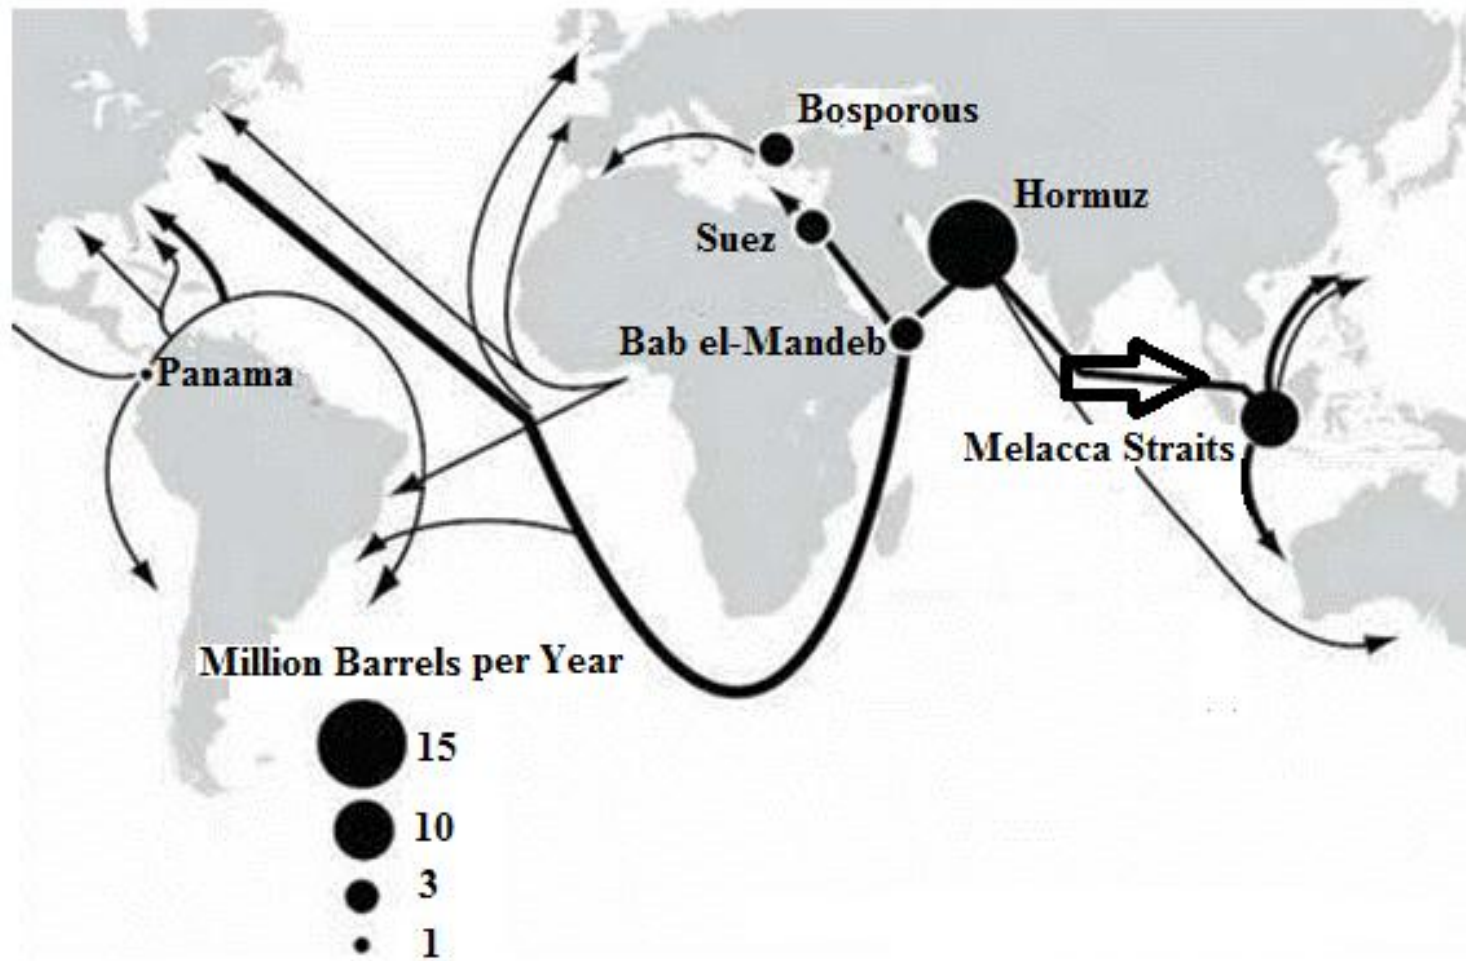 Bosporous
Hormuz
Suez
Bab el-Mandeb
Panama
Melacca Straits
Million Barrels per Year
15
10
3
1